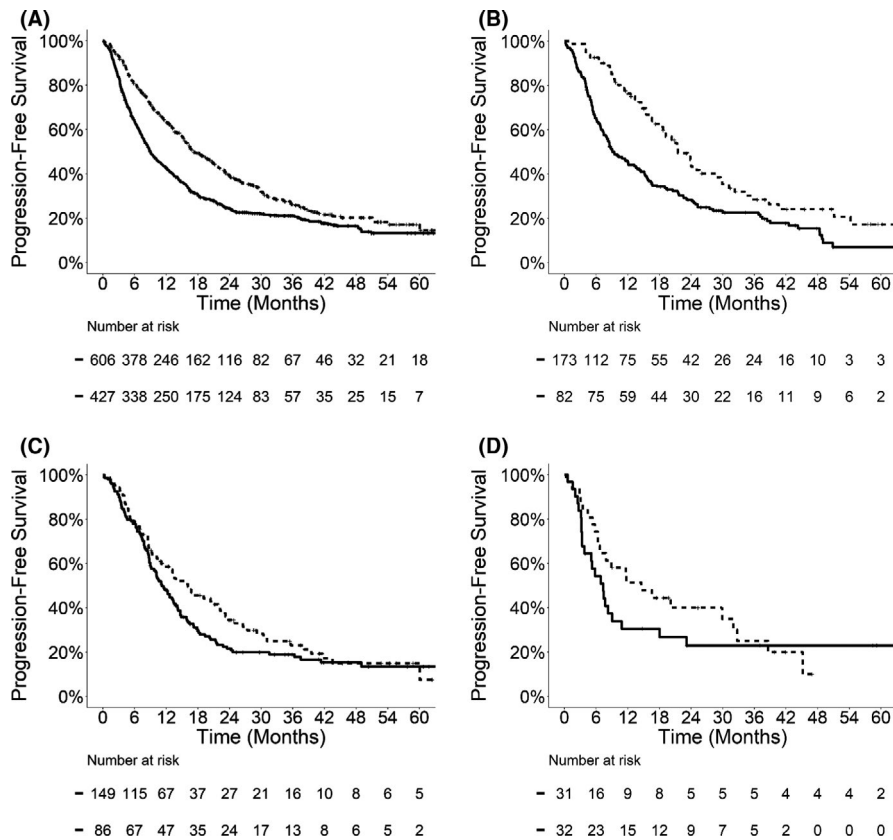 (A)
Progression-Free Survival
100%
80%
60%
40%
20%
0%
0 6 12 18 24 30 36 42 48 54 60
Time (Months)
Number at risk
- 606 378 246 162 116 82 67 46 32 21 18
- 427 338 250 175 124 83 57 35 25 15 7
(B)
Progression-Free Survival
100%
80%
60%
40%
20%
0%
0 6 12 18 24 30 36 42 48 54 60
Time (Months)
Number at risk
- 173 112 75 55 42 26 24 16 10 3 3
- 82 75 59 44 30 22 16 11 9 6 2
(C)
Progression-Free Survival
100%
80%
60%
40%
20%
0%
0 6 12 18 24 30 36 42 48 54 60
Time (Months)
Number at risk
- 149 115 67 37 27 21 16 10 8 6 5
- 86 67 47 35 24 17 13 8 6 5 2
(D)
Progression-Free Survival
100%
80%
60%
40%
20%
0%
0 6 12 18 24 30 36 42 48 54 60
Time (Months)
Number at risk
- 31 16 9 8 5 5 5 4 4 4 2
- 32 23 15 12 9 7 5 2 0 0 0